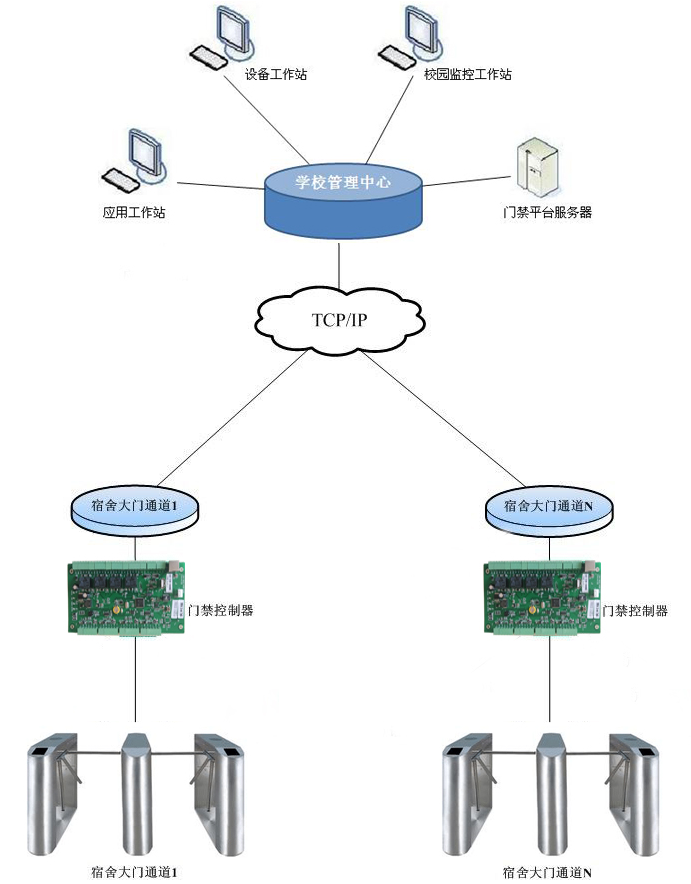 设备工作站
校园监控工作站
学校管理中心
应用工作站
门禁平台服务器
TCP/IP
宿舍大门通道1
宿舍大门通道N
门禁控制器
门禁控制器
宿舍大门通道1
宿舍大门通道N